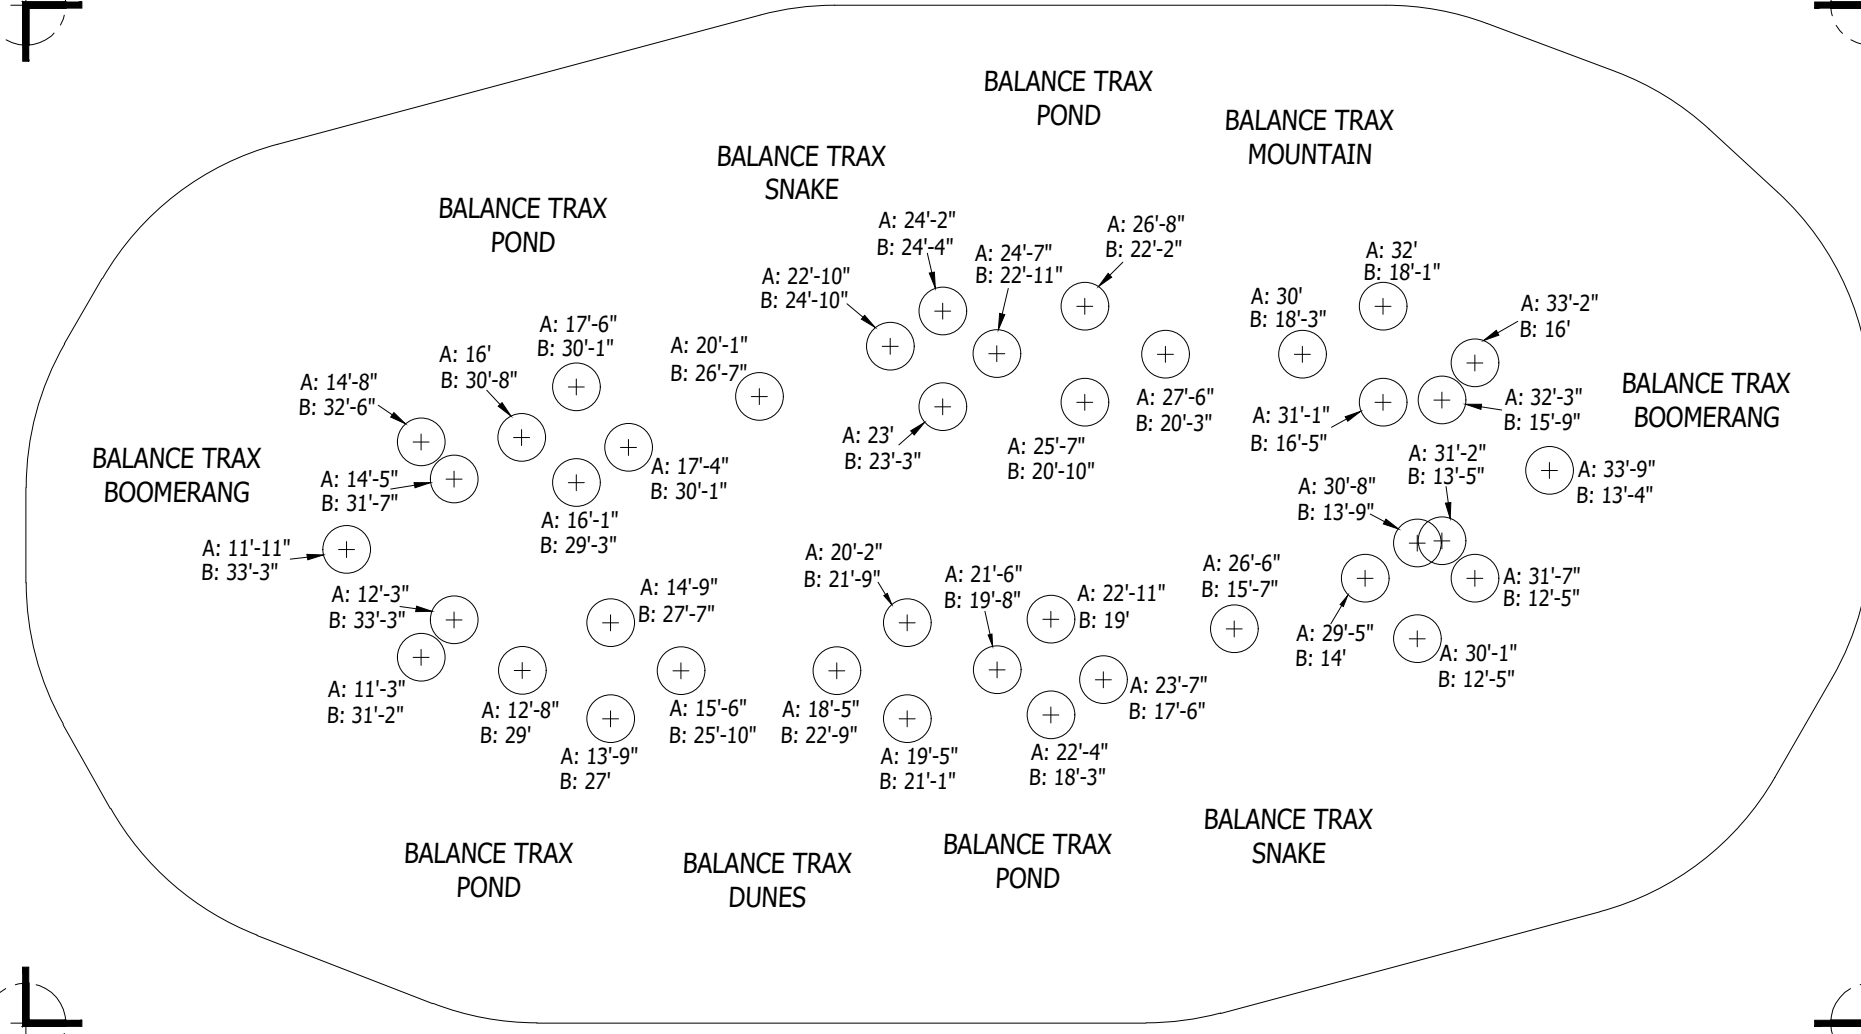 BALANCE TRAX
POND
BALANCE TRAX
MOUNTAIN
BALANCE TRAX
SNAKE
BALANCE TRAX
POND
A: 24'-2"
B: 24'-4"
A: 26'-8"
B: 22'-2"
A: 24'-7"
B: 22'-11"
A: 32'
B: 18'-1"
A: 22'-10"
B: 24'-10"
A: 30'
B: 18'-3"
A: 33'-2"
B: 16'
A: 17'-6"
B: 30'-1"
A: 20'-1"
B: 26'-7"
A: 16'
B: 30'-8"
A: 14'-8"
B: 32'-6"
BALANCE TRAX
BOOMERANG
A: 27'-6"
B: 20'-3"
A: 31'-1"
B: 16'-5"
A: 32'-3"
B: 15'-9"
A: 23'
B: 23'-3"
A: 25'-7"
B: 20'-10"
BALANCE TRAX
BOOMERANG
A: 14'-5"
B: 31'-7"
A: 17'-4"
B: 30'-1"
A: 31'-2"
B: 13'-5"
A: 33'-9"
B: 13'-4"
A: 30'-8"
B: 13'-9"
A: 16'-1"
B: 29'-3"
A: 11'-11"
B: 33'-3"
A: 20'-2"
B: 21'-9"
A: 26'-6"
B: 15'-7"
A: 21'-6"
B: 19'-8"
A: 12'-3"
B: 33'-3"
A: 14'-9"
B: 27'-7"
A: 22'-11"
B: 19'
A: 31'-7"
B: 12'-5"
A: 29'-5"
B: 14'
A: 30'-1"
B: 12'-5"
A: 11'-3"
B: 31'-2"
A: 12'-8"
B: 29'
A: 15'-6"
B: 25'-10"
A: 18'-5"
B: 22'-9"
A: 23'-7"
B: 17'-6"
A: 13'-9"
B: 27'
A: 19'-5"
B: 21'-1"
A: 22'-4"
B: 18'-3"
BALANCE TRAX
POND
BALANCE TRAX
DUNES
BALANCE TRAX
POND
BALANCE TRAX
SNAKE